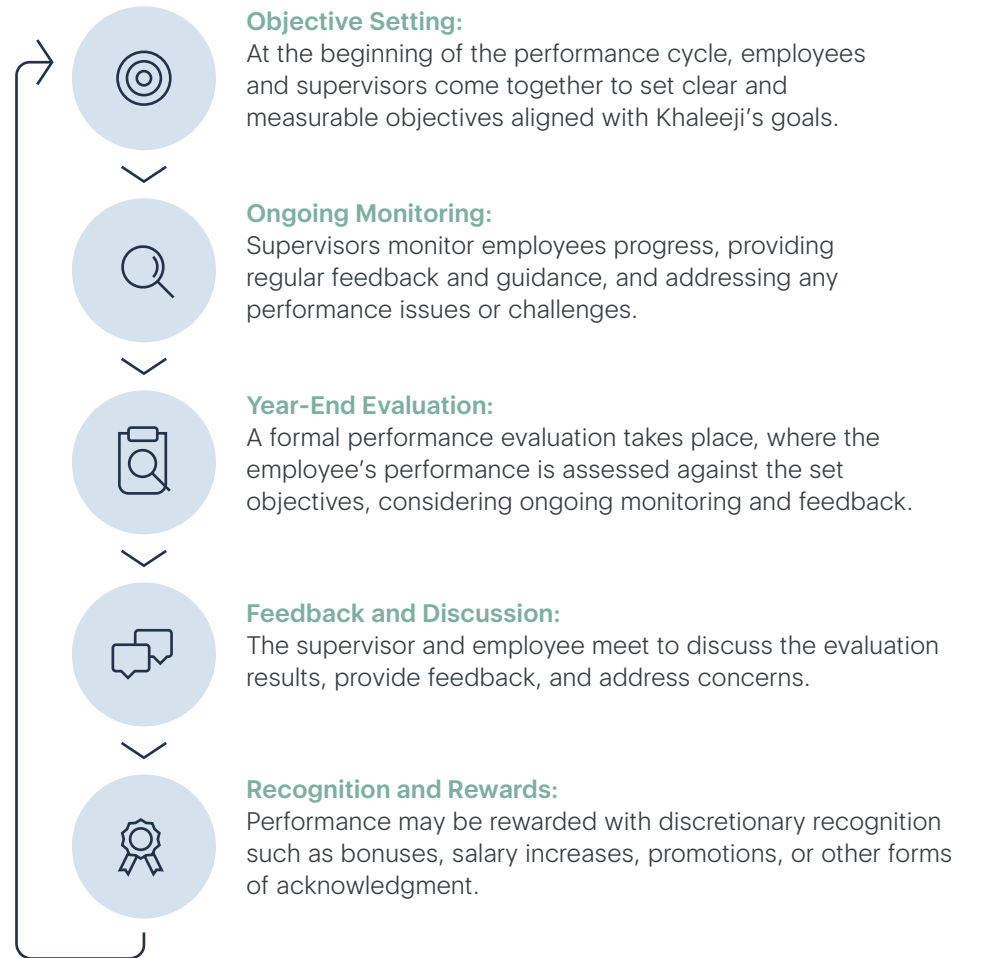 Objective Setting:
At the beginning of the performance cycle, employees
and supervisors come together to set clear and
measurable objectives aligned with Khaleeji’s goals.
Ongoing Monitoring:
Supervisors monitor employees progress, providing
regular feedback and guidance, and addressing any
performance issues or challenges.
Year-End Evaluation:
A formal performance evaluation takes place, where the
employee’s performance is assessed against the set
objectives, considering ongoing monitoring and feedback.
Feedback and Discussion:
The supervisor and employee meet to discuss the evaluation
results, provide feedback, and address concerns.
Recognition and Rewards:
Performance may be rewarded with discretionary recognition
such as bonuses, salary increases, promotions, or other forms
of acknowledgment.